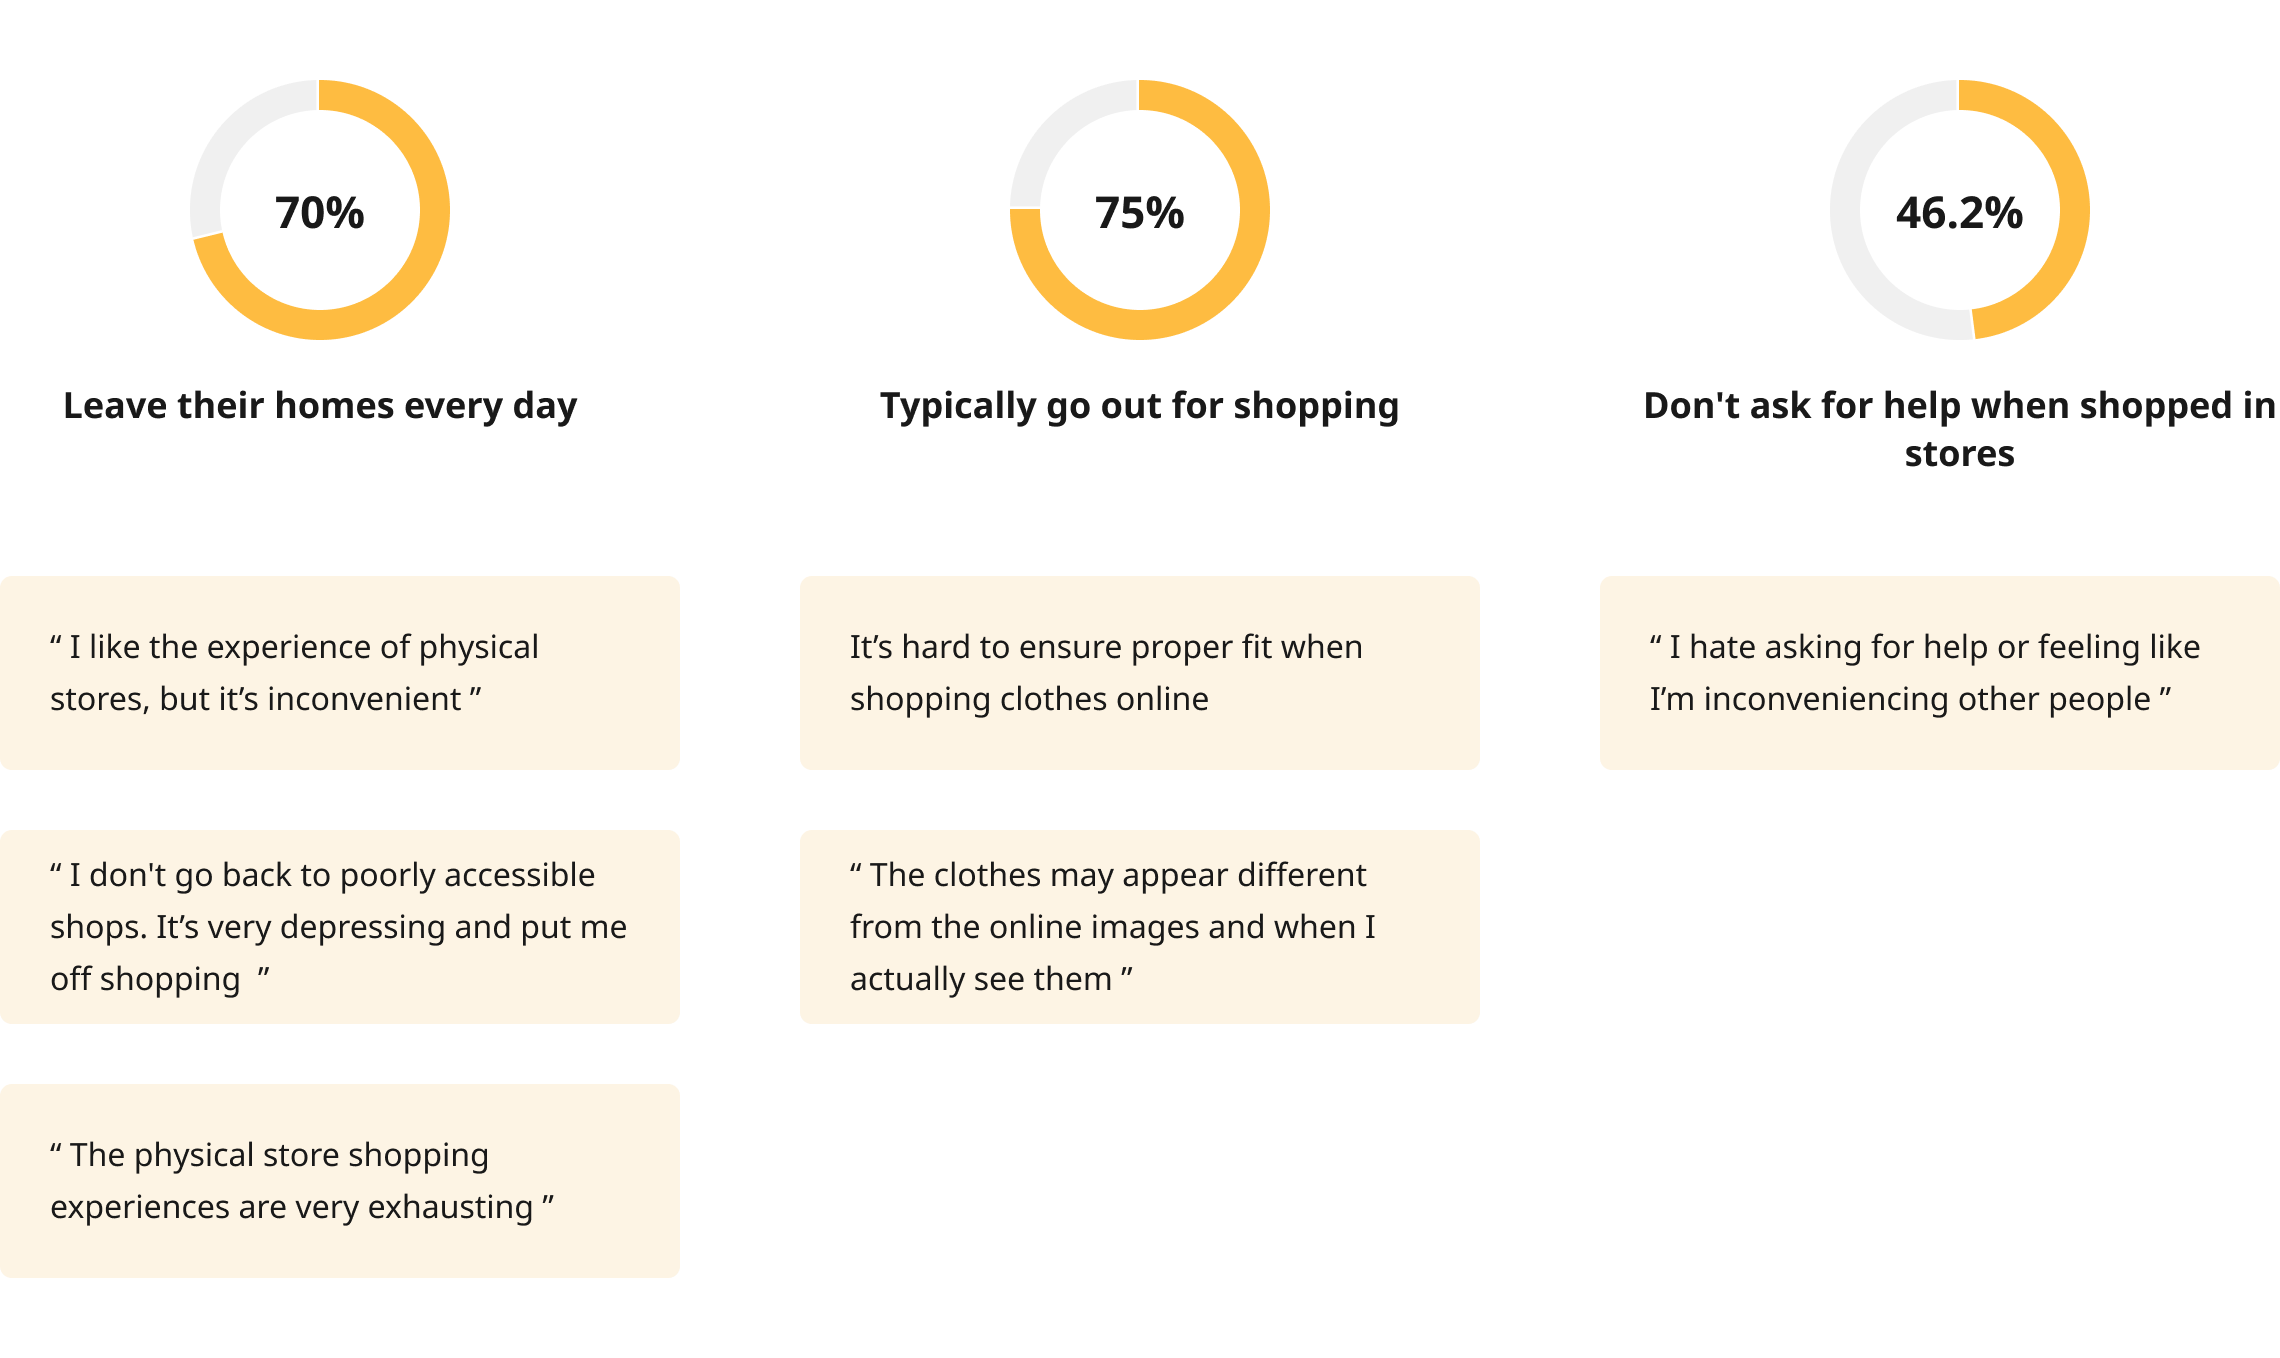 70%
Leave their homes every day
75%
Typically go out for shopping
46.2%
Don't ask for help when shopped in
stores
“ I like the experience of physical
stores, but it’s inconvenient ”
“ I don't go back to poorly accessible
shops. It’s very depressing and put me
off shopping  ”
“ The physical store shopping
experiences are very exhausting ”
It’s hard to ensure proper fit when
shopping clothes online
“ The clothes may appear different
from the online images and when I
actually see them ”
“ I hate asking for help or feeling like
I’m inconveniencing other people ”